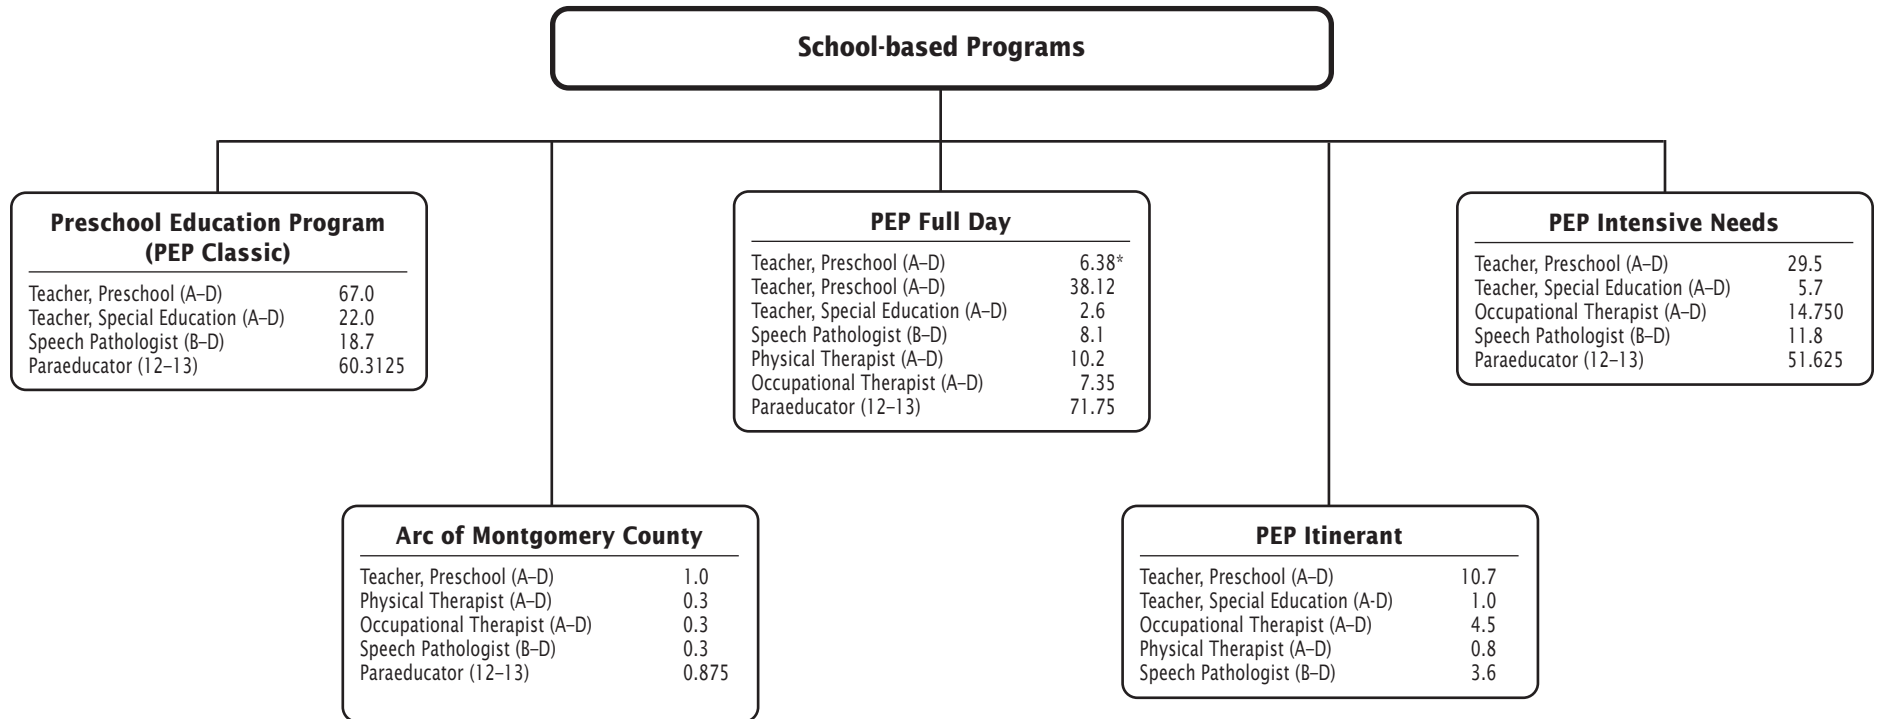 School-based Programs
Preschool Education Program
(PEP Classic)
Teacher, Preschool (A–D) 67.0
Teacher, Special Education (A–D) 22.0
Speech Pathologist (B–D) 18.7
Paraeducator (12–13) 60.3125
PEP Full Day
Teacher, Preschool (A–D) 6.38*
Teacher, Preschool (A–D) 38.12
Teacher, Special Education (A–D) 2.6
Speech Pathologist (B–D) 8.1
Physical Therapist (A–D) 10.2
Occupational Therapist (A–D) 7.35
Paraeducator (12–13) 71.75
PEP Intensive Needs
Teacher, Preschool (A–D) 29.5
Teacher, Special Education (A–D) 5.7
Occupational Therapist (A–D) 14.750
Speech Pathologist (B–D) 11.8
Paraeducator (12–13) 51.625
Arc of Montgomery County
Teacher, Preschool (A–D) 1.0
Physical Therapist (A–D) 0.3
Occupational Therapist (A–D) 0.3
Speech Pathologist (B–D) 0.3
Paraeducator (12–13) 0.875
PEP Itinerant
Teacher, Preschool (A–D) 10.7
Teacher, Special Education (A-D) 1.0
Occupational Therapist (A–D) 4.5
Physical Therapist (A–D) 0.8
Speech Pathologist (B–D) 3.6